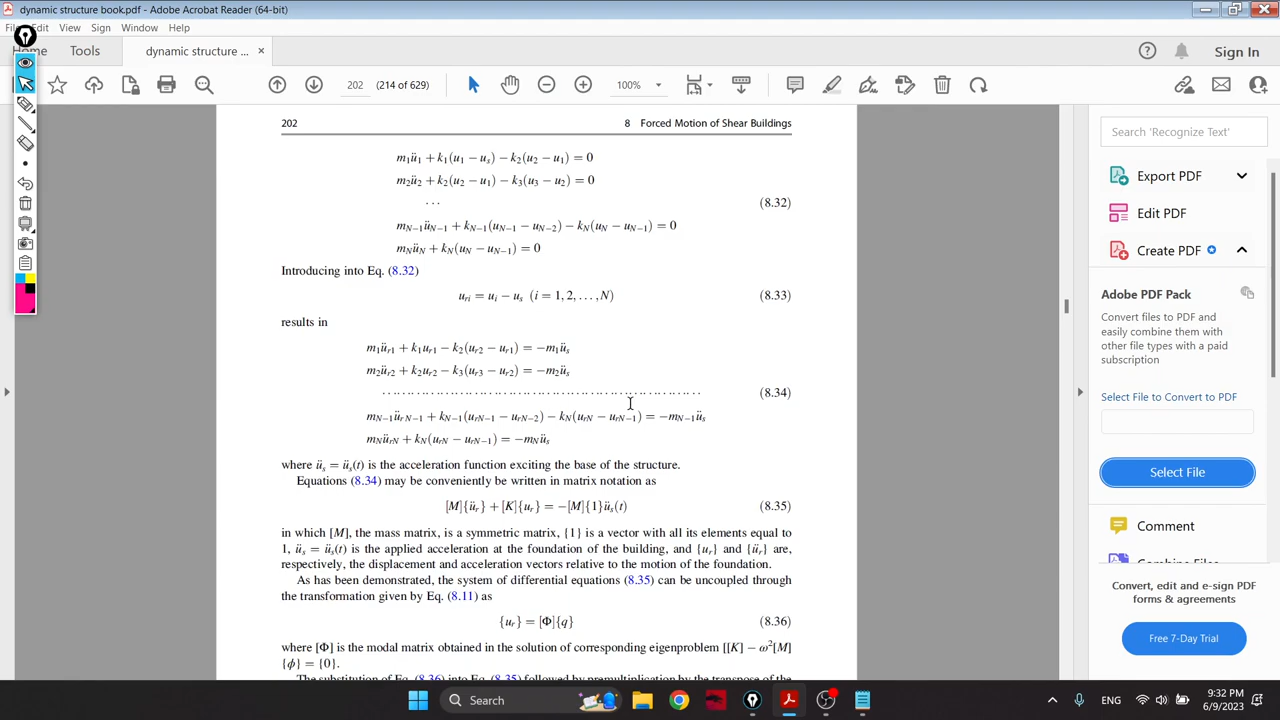 dynamic structure book.pdf - Adobe Acrobat Reader (64-bit)
File Edit View Sign Window Help
Home Tools dynamic structure ... × Sign In
202 (214 of 629) 100%
202 8 Forced Motion of Shear Buildings
m₁ü₁ + k₁(u₁ − uₛ) − k₂(u₂ − u₁) = 0
m₂ü₂ + k₂(u₂ − u₁) − k₃(u₃ − u₂) = 0
... (8.32)
m_{N−1}ü_{N−1} + k_{N−1}(u_{N−1} − u_{N−2}) − k_N(u_N − u_{N−1}) = 0
m_Nü_N + k_N(u_N − u_{N−1}) = 0
Introducing into Eq. (8.32)
u_{ri} = u_i − u_s (i = 1, 2, ..., N) (8.33)
results in
m₁ü_{r1} + k₁u_{r1} − k₂(u_{r2} − u_{r1}) = −m₁ü_s
m₂ü_{r2} + k₂u_{r2} − k₃(u_{r3} − u_{r2}) = −m₂ü_s
............................................................ (8.34)
m_{N−1}ü_{rN−1} + k_{N−1}(u_{rN−1} − u_{rN−2}) − k_N(u_{rN} − u_{rN−1}) = −m_{N−1}ü_s
m_Nü_{rN} + k_N(u_{rN} − u_{rN−1}) = −m_Nü_s
where ü_s = ü_s(t) is the acceleration function exciting the base of the structure.
Equations (8.34) may be conveniently be written in matrix notation as
[M]{ü_r} + [K]{u_r} = −[M]{1}ü_s(t) (8.35)
in which [M], the mass matrix, is a symmetric matrix, {1} is a vector with all its elements equal to
1, ü_s = ü_s(t) is the applied acceleration at the foundation of the building, and {u_r} and {ü_r} are,
respectively, the displacement and acceleration vectors relative to the motion of the foundation.
As has been demonstrated, the system of differential equations (8.35) can be uncoupled through
the transformation given by Eq. (8.11) as
{u_r} = [Φ]{q} (8.36)
where [Φ] is the modal matrix obtained in the solution of corresponding eigenproblem [[K] − ω²[M]
{ϕ} = {0}.
The substitution of Eq. (8.36) into Eq. (8.35) followed by premultiplication by the transpose of the
Search 'Recognize Text'
Export PDF
Edit PDF
Create PDF
Adobe PDF Pack
Convert files to PDF and
easily combine them with
other file types with a paid
subscription
Select File to Convert to PDF
Select File
Comment
Combine Files
Convert, edit and e-sign PDF
forms & agreements
Free 7-Day Trial
Search
ENG
9:32 PM
6/9/2023